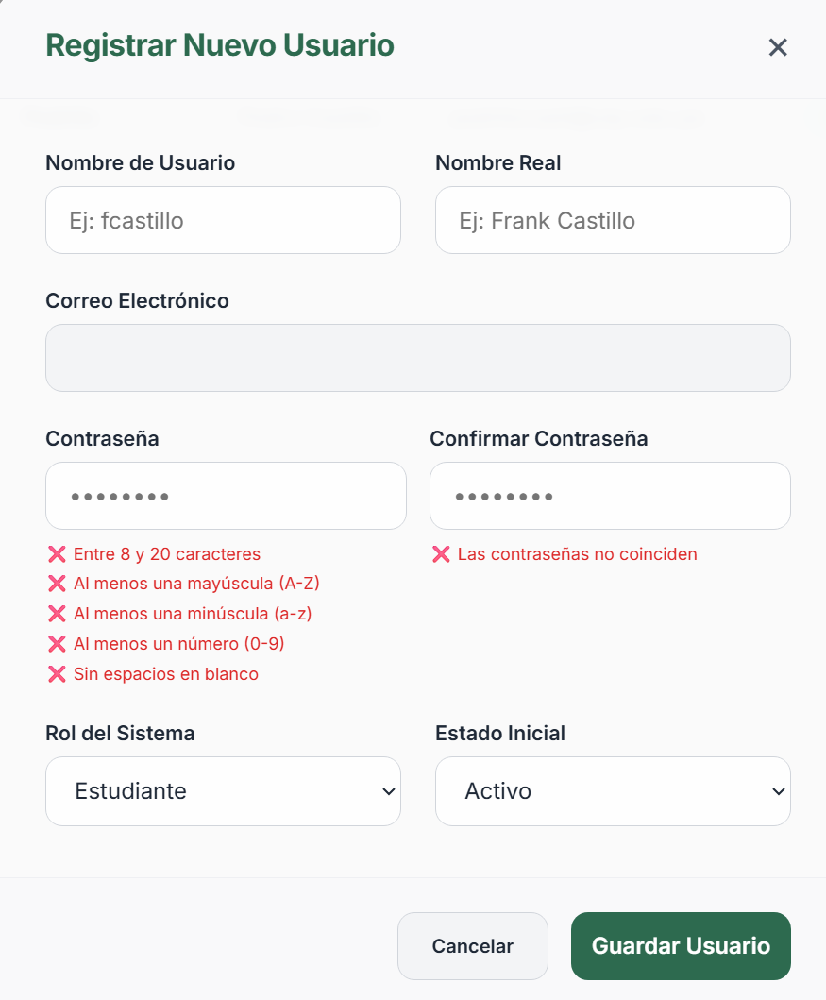 Registrar Nuevo Usuario
Nombre de Usuario
Nombre Real
Ej: fcastillo
Ej: Frank Castillo
Correo Electrónico
Contraseña
Confirmar Contraseña
••••••••
••••••••
❌ Entre 8 y 20 caracteres
❌ Las contraseñas no coinciden
❌ Al menos una mayúscula (A-Z)
❌ Al menos una minúscula (a-z)
❌ Al menos un número (0-9)
❌ Sin espacios en blanco
Rol del Sistema
Estado Inicial
Estudiante
Activo
Cancelar
Guardar Usuario